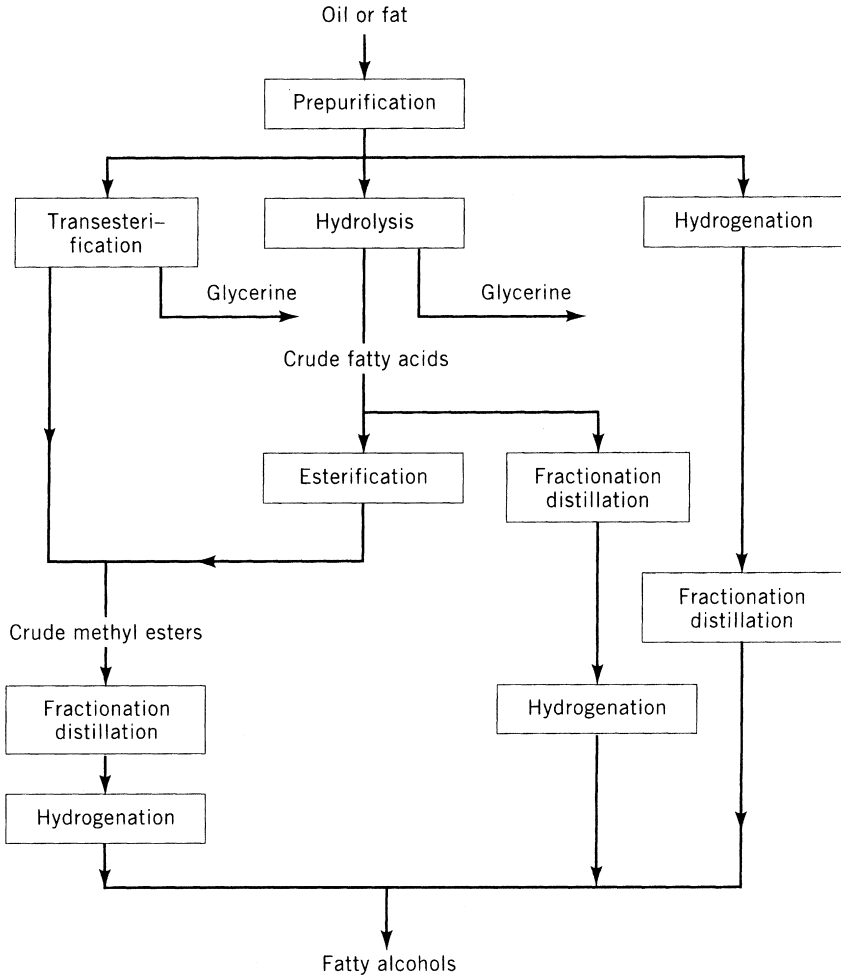 Oil or fat
Prepurification
Transesteri–
fication
Hydrolysis
Hydrogenation
Glycerine
Glycerine
Crude fatty acids
Esterification
Fractionation
distillation
Fractionation
distillation
Crude methyl esters
Fractionation
distillation
Hydrogenation
Hydrogenation
Fatty alcohols